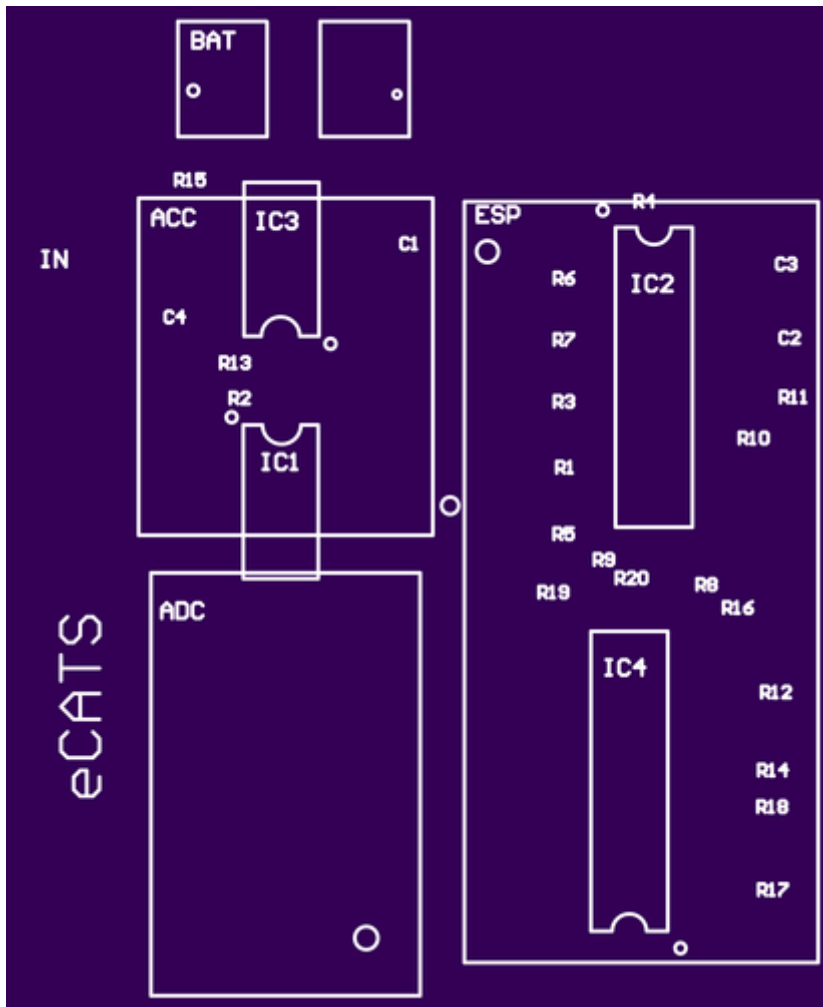 BAT
R15
ACC
IC3
C1
IN
C4
R13
R2
IC1
ADC
eCATS
ESP
R4
IC2
C3
R6
R7
C2
R3
R11
R10
R1
R5
R9
R20
R19
R8
R16
IC4
R12
R14
R18
R17